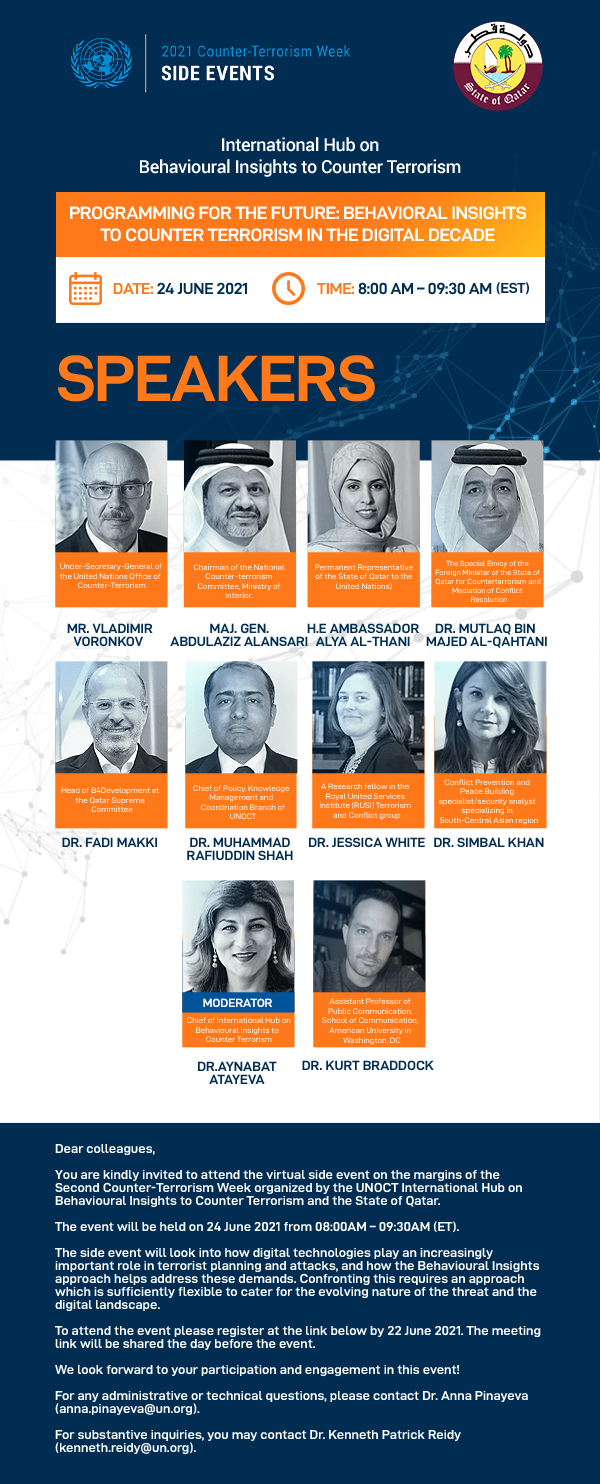 2021 Counter-Terrorism Week
SIDE EVENTS
دولة قطر
State of Qatar
International Hub on
Behavioural Insights to Counter Terrorism
PROGRAMMING FOR THE FUTURE: BEHAVIORAL INSIGHTS
TO COUNTER TERRORISM IN THE DIGITAL DECADE
DATE: 24 JUNE 2021
TIME: 8:00 AM – 09:30 AM (EST)
SPEAKERS
Under-Secretary-General of
the United Nations Office of
Counter-Terrorism
MR. VLADIMIR
VORONKOV
Chairman of the National
Counter-terrorism
Committee, Ministry of
interior
MAJ. GEN.
ABDULAZIZ ALANSARI
Permanent Representative
of the State of Qatar to the
United Nations)
H.E AMBASSADOR
ALYA AL-THANI
The Special Envoy of the
Foreign Minister of the State of
Qatar for Counterterrorism and
Mediation of Conflict
Resolution
DR. MUTLAQ BIN
MAJED AL-QAHTANI
Head of B4Development at
the Qatar Supreme
Committee
DR. FADI MAKKI
Chief of Policy, Knowledge
Management and
Coordination Branch of
UNOCT
DR. MUHAMMAD
RAFIUDDIN SHAH
A Research fellow in the
Royal United Services
Institute (RUSI) Terrorism
and Conflict group
DR. JESSICA WHITE
Conflict Prevention and
Peace Building
specialist/security analyst
specializing in
South-Central Asian region
DR. SIMBAL KHAN
MODERATOR
Chief of International Hub on
Behavioural Insights to
Counter Terrorism
DR.AYNABAT
ATAYEVA
Assistant Professor of
Public Communication,
School of Communication,
American University in
Washington, DC
DR. KURT BRADDOCK
Dear colleagues,
You are kindly invited to attend the virtual side event on the margins of the
Second Counter-Terrorism Week organized by the UNOCT International Hub on
Behavioural Insights to Counter Terrorism and the State of Qatar.
The event will be held on 24 June 2021 from 08:00AM – 09:30AM (ET).
The side event will look into how digital technologies play an increasingly
important role in terrorist planning and attacks, and how the Behavioural Insights
approach helps address these demands. Confronting this requires an approach
which is sufficiently flexible to cater for the evolving nature of the threat and the
digital landscape.
To attend the event please register at the link below by 22 June 2021. The meeting
link will be shared the day before the event.
We look forward to your participation and engagement in this event!
For any administrative or technical questions, please contact Dr. Anna Pinayeva
(anna.pinayeva@un.org).
For substantive inquiries, you may contact Dr. Kenneth Patrick Reidy
(kenneth.reidy@un.org).